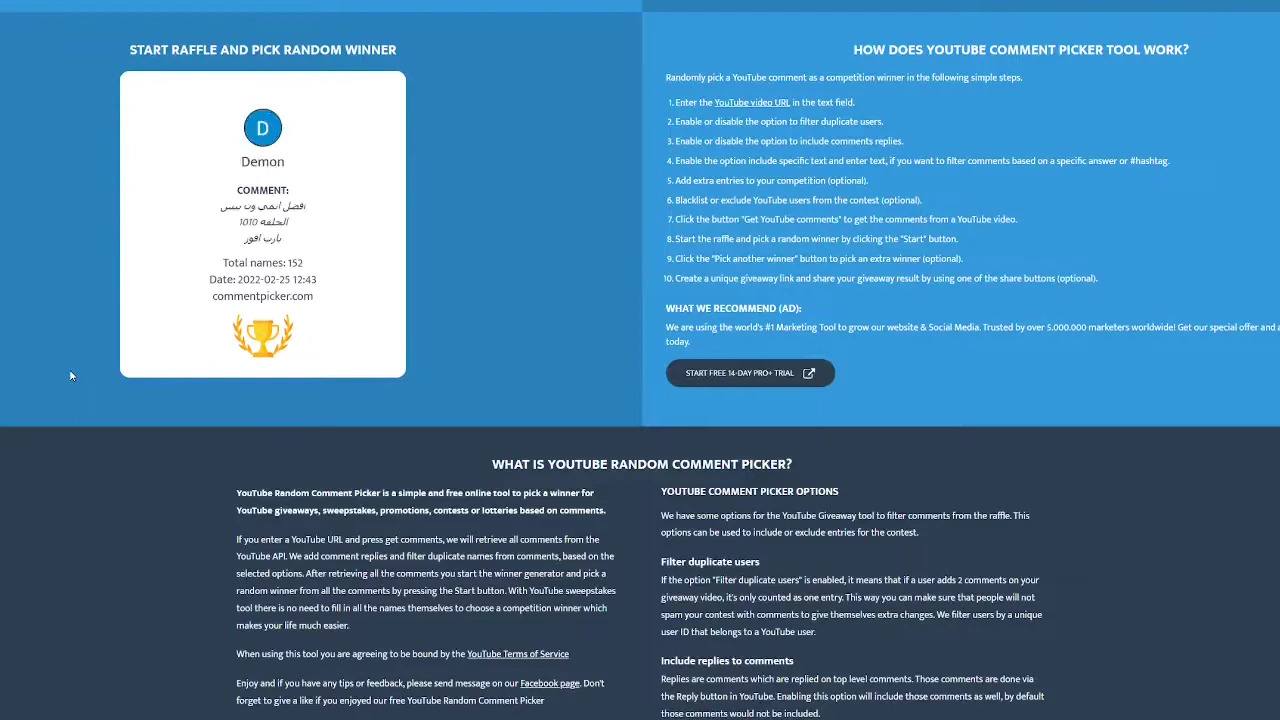 START RAFFLE AND PICK RANDOM WINNER
D
Demon
COMMENT:
افضل انمي ون بيس
الحلقه 1010
يارب افوز
Total names: 152
Date: 2022-02-25 12:43
commentpicker.com
HOW DOES YOUTUBE COMMENT PICKER TOOL WORK?
Randomly pick a YouTube comment as a competition winner in the following simple steps.
1. Enter the YouTube video URL in the text field.
2. Enable or disable the option to filter duplicate users.
3. Enable or disable the option to include comments replies.
4. Enable the option include specific text and enter text, if you want to filter comments based on a specific answer or #hashtag.
5. Add extra entries to your competition (optional).
6. Blacklist or exclude YouTube users from the contest (optional).
7. Click the button "Get YouTube comments" to get the comments from a YouTube video.
8. Start the raffle and pick a random winner by clicking the "Start" button.
9. Click the "Pick another winner" button to pick an extra winner (optional).
10. Create a unique giveaway link and share your giveaway result by using one of the share buttons (optional).
WHAT WE RECOMMEND (AD):
We are using the world's #1 Marketing Tool to grow our website & Social Media. Trusted by over 5.000.000 marketers worldwide! Get our special offer and
today.
START FREE 14-DAY PRO+ TRIAL
WHAT IS YOUTUBE RANDOM COMMENT PICKER?
YouTube Random Comment Picker is a simple and free online tool to pick a winner for
YouTube giveaways, sweepstakes, promotions, contests or lotteries based on comments.
If you enter a YouTube URL and press get comments, we will retrieve all comments from the
YouTube API. We add comment replies and filter duplicate names from comments, based on the
selected options. After retrieving all the comments you start the winner generator and pick a
random winner from all the comments by pressing the Start button. With YouTube sweepstakes
tool there is no need to fill in all the names themselves to choose a competition winner which
makes your life much easier.
When using this tool you are agreeing to be bound by the YouTube Terms of Service
Enjoy and if you have any tips or feedback, please send message on our Facebook page. Don't
forget to give a like if you enjoyed our free YouTube Random Comment Picker
YOUTUBE COMMENT PICKER OPTIONS
We have some options for the YouTube Giveaway tool to filter comments from the raffle. This
options can be used to include or exclude entries for the contest.
Filter duplicate users
If the option "Filter duplicate users" is enabled, it means that if a user adds 2 comments on your
giveaway video, it's only counted as one entry. This way you can make sure that people will not
spam your contest with comments to give themselves extra changes. We filter users by a unique
user ID that belongs to a YouTube user.
Include replies to comments
Replies are comments which are replied on top level comments. Those comments are done via
the Reply button in YouTube. Enabling this option will include those comments as well, by default
those comments would not be included.